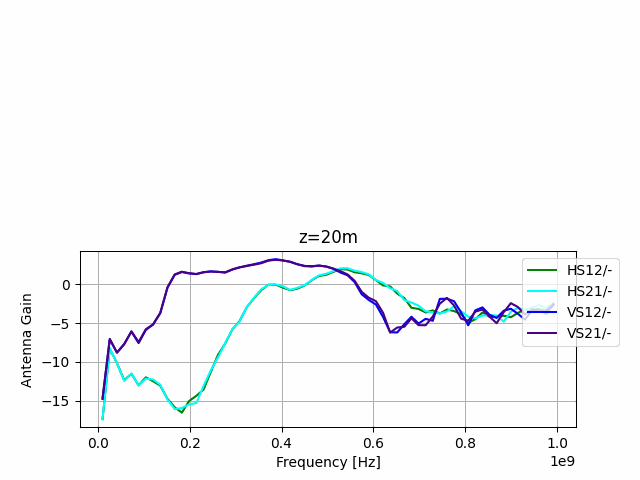 z=20m
Antenna Gain
0
−5
−10
−15
HS12/-
HS21/-
VS12/-
VS21/-
0.0 0.2 0.4 0.6 0.8 1.0
1e9
Frequency [Hz]